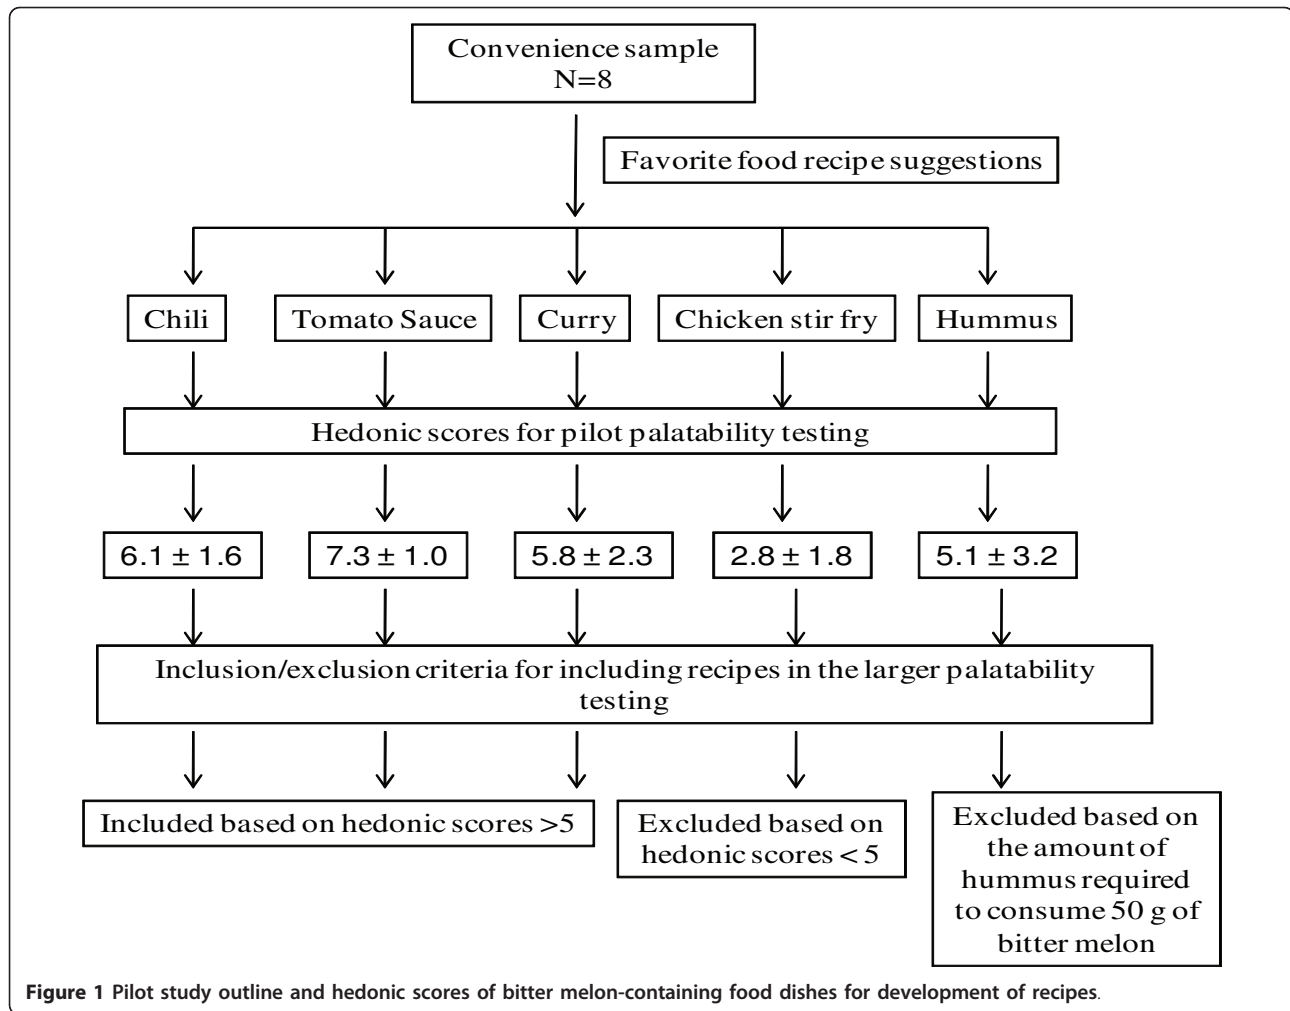 Convenience sample
N=8
Favorite food recipe suggestions
Chili
Tomato Sauce
Curry
Chicken stir fry
Hummus
Hedonic scores for pilot palatability testing
6.1 ± 1.6
7.3 ± 1.0
5.8 ± 2.3
2.8 ± 1.8
5.1 ± 3.2
Inclusion/exclusion criteria for including recipes in the larger palatability
testing
Included based on hedonic scores >5
Excluded based on
hedonic scores < 5
Excluded based on
the amount of
hummus required
to consume 50 g of
bitter melon
Figure 1 Pilot study outline and hedonic scores of bitter melon-containing food dishes for development of recipes.